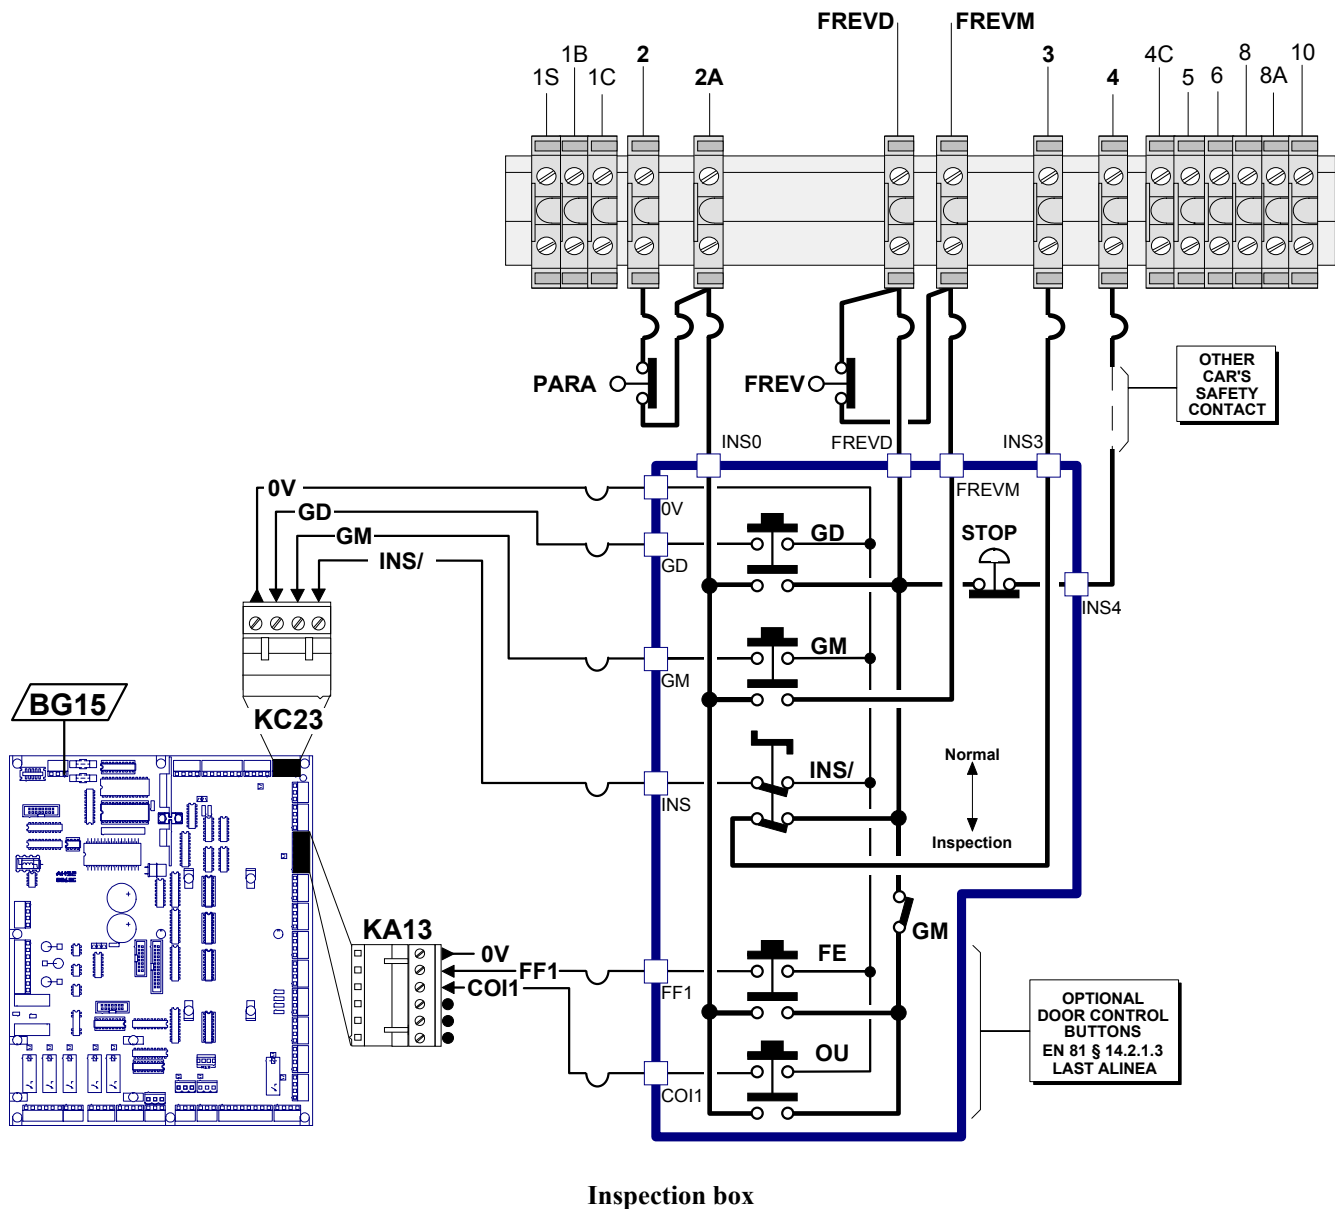 FREVD
FREVM
1S
1B
1C
2
2A
3
4
4C
5
6
8
8A
10
PARA
FREV
OTHER
CAR'S
SAFETY
CONTACT
INS0
FREVD
INS3
FREVM
0V
0V
GD
GM
INS/
GD
STOP
GD
INS4
GM
GM
BG15
KC23
INS/
INS
Normal
Inspection
GM
KA13
0V
FF1
COI1
FE
FF1
OU
COI1
OPTIONAL
DOOR CONTROL
BUTTONS
EN 81 § 14.2.1.3
LAST ALINEA
Inspection box